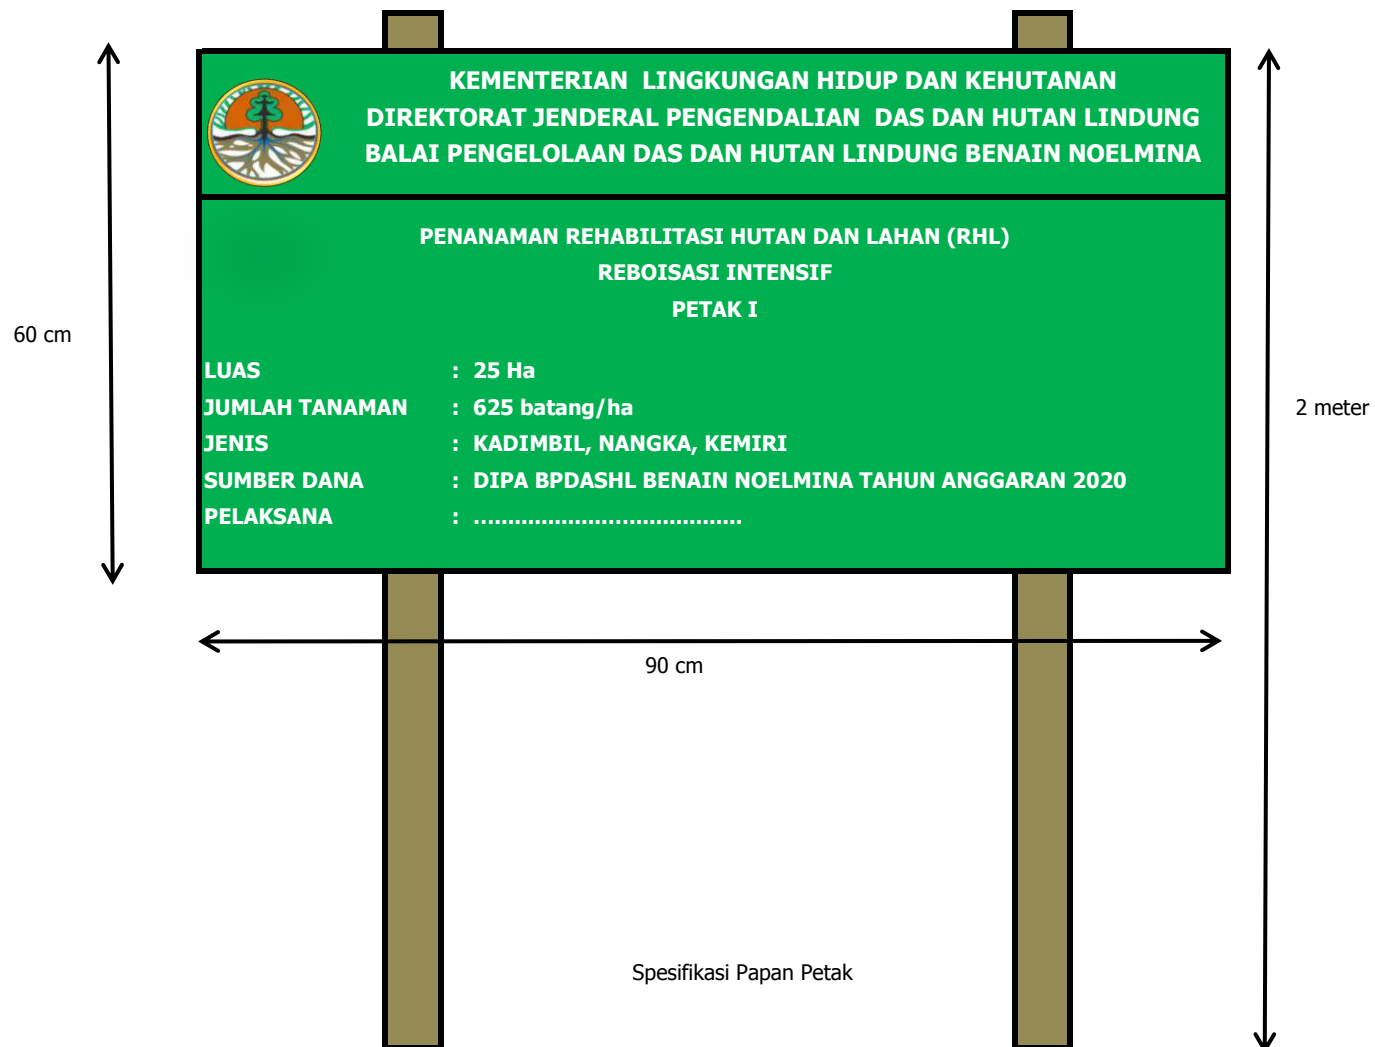 KEMENTERIAN LINGKUNGAN HIDUP DAN KEHUTANAN
DIREKTORAT JENDERAL PENGENDALIAN DAS DAN HUTAN LINDUNG
BALAI PENGELOLAAN DAS DAN HUTAN LINDUNG BENAIN NOELMINA
PENANAMAN REHABILITASI HUTAN DAN LAHAN (RHL)
REBOISASI INTENSIF
PETAK I
60 cm
LUAS : 25 Ha
JUMLAH TANAMAN : 625 batang/ha
2 meter
JENIS : KADIMBIL, NANGKA, KEMIRI
SUMBER DANA : DIPA BPDASHL BENAIN NOELMINA TAHUN ANGGARAN 2020
PELAKSANA : ........................................
90 cm
Spesifikasi Papan Petak